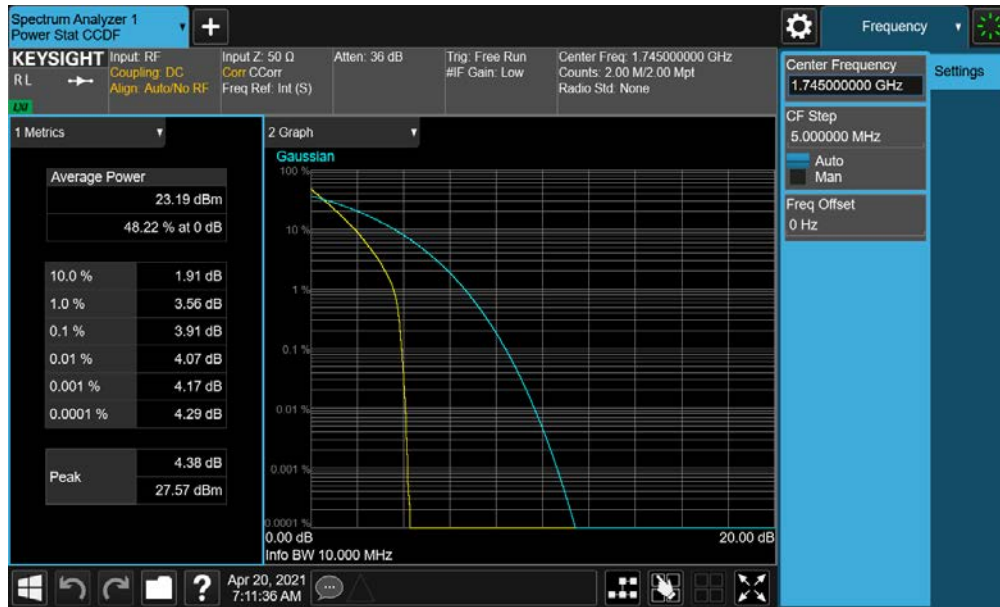 Spectrum Analyzer 1
Power Stat CCDF
+
Frequency
KEYSIGHT
Input: RF
Input Z: 50 Ω
Atten: 36 dB
Trig: Free Run
Center Freq: 1.745000000 GHz
RL
Coupling: DC
Corr CCorr
#IF Gain: Low
Counts: 2.00 M/2.00 Mpt
Align: Auto/No RF
Freq Ref: Int (S)
Radio Std: None
LXI
Center Frequency
1.745000000 GHz
Settings
CF Step
5.000000 MHz
Auto
Man
Freq Offset
0 Hz
1 Metrics
Average Power
23.19 dBm
48.22 % at 0 dB
10.0 % 1.91 dB
1.0 % 3.56 dB
0.1 % 3.91 dB
0.01 % 4.07 dB
0.001 % 4.17 dB
0.0001 % 4.29 dB
Peak 4.38 dB
27.57 dBm
2 Graph
Gaussian
100 %
10 %
1 %
0.1 %
0.01 %
0.001 %
0.0001 %
0.00 dB 20.00 dB
Info BW 10.000 MHz
?
Apr 20, 2021
7:11:36 AM